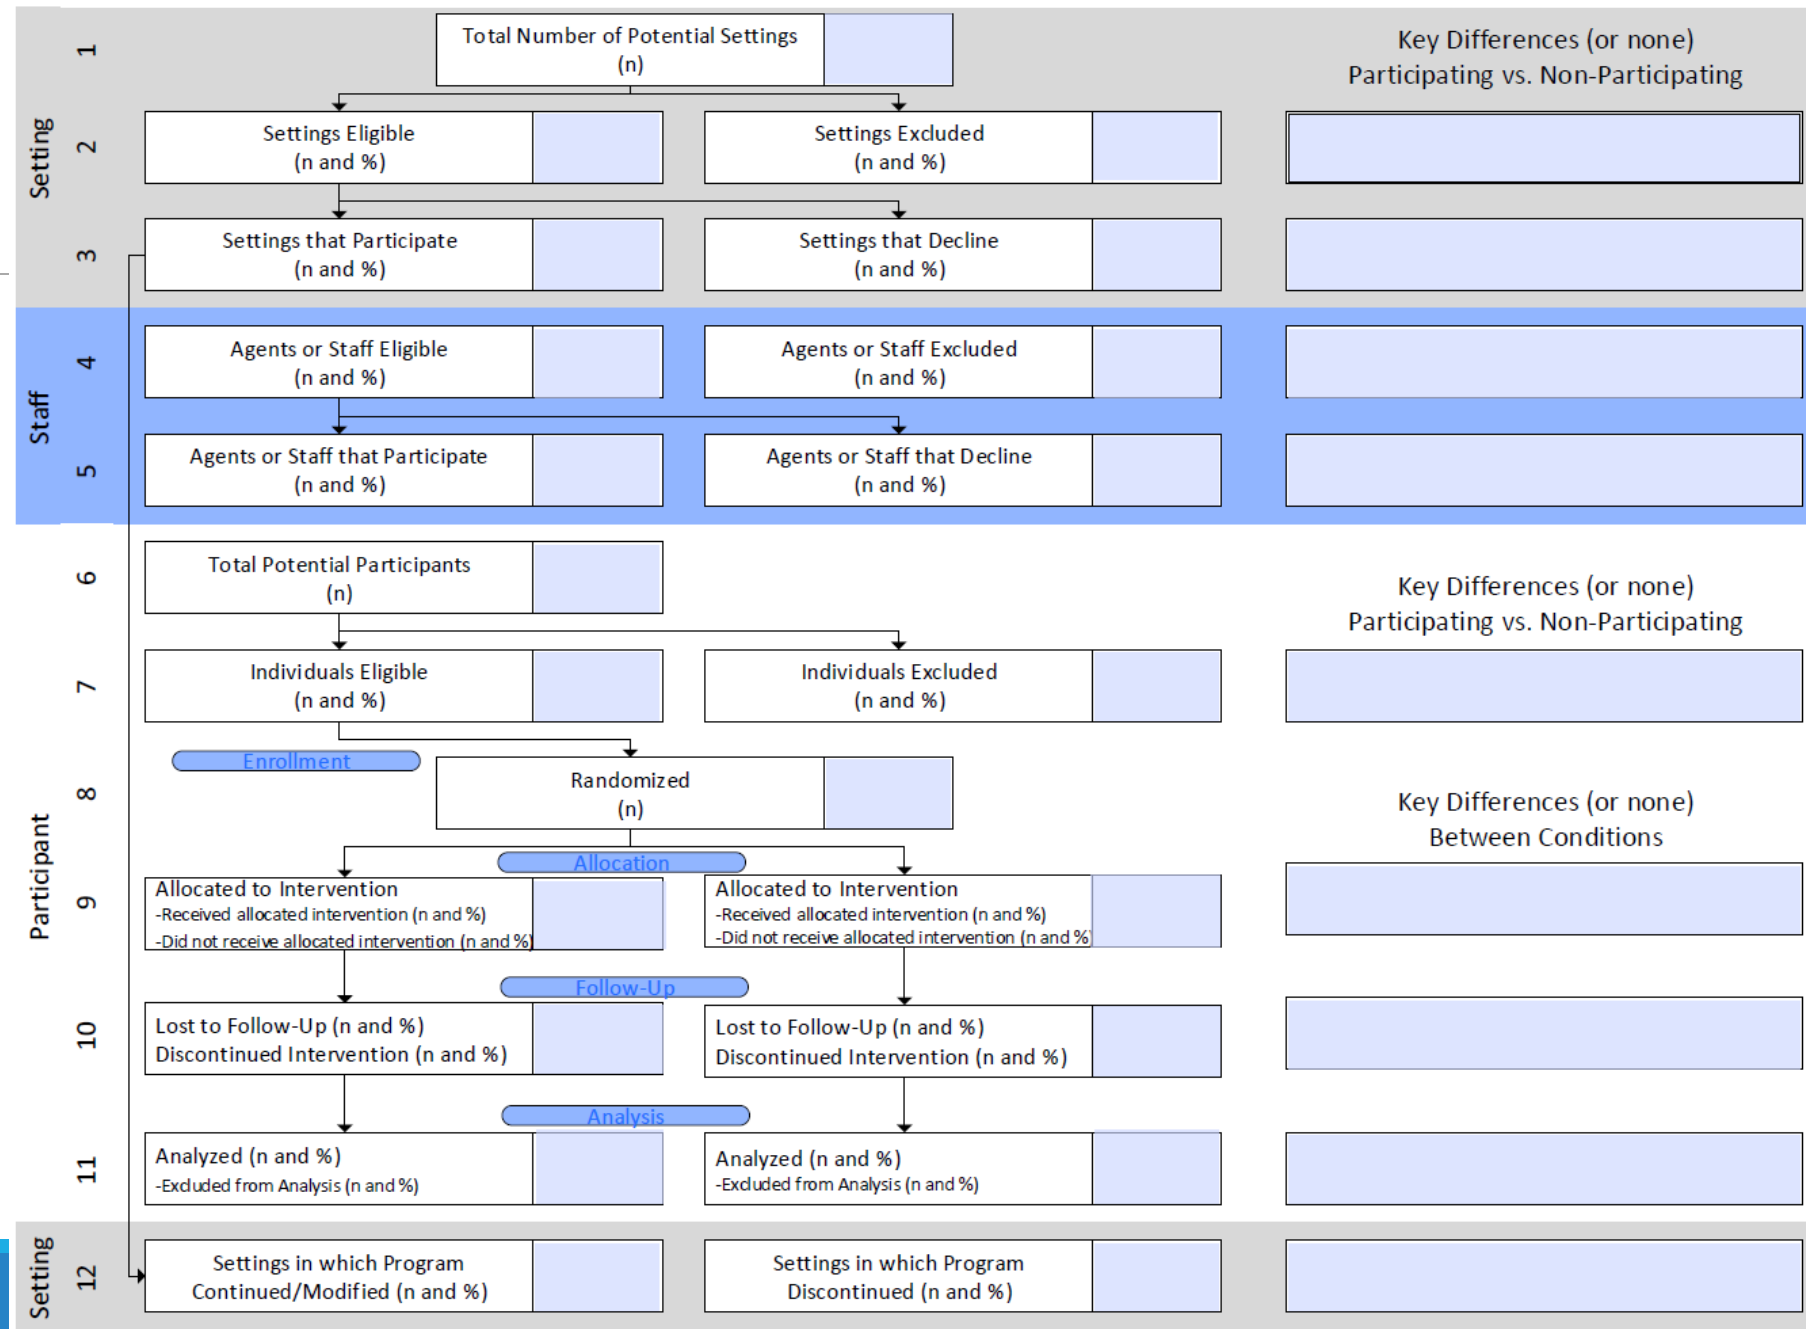 1
Total Number of Potential Settings
(n)
Key Differences (or none)
Participating vs. Non-Participating
Setting
2
Settings Eligible
(n and %)
Settings Excluded
(n and %)
3
Settings that Participate
(n and %)
Settings that Decline
(n and %)
Staff
4
Agents or Staff Eligible
(n and %)
Agents or Staff Excluded
(n and %)
5
Agents or Staff that Participate
(n and %)
Agents or Staff that Decline
(n and %)
6
Total Potential Participants
(n)
Key Differences (or none)
Participating vs. Non-Participating
7
Individuals Eligible
(n and %)
Individuals Excluded
(n and %)
Enrollment
Participant
8
Randomized
(n)
Key Differences (or none)
Between Conditions
Allocation
9
Allocated to Intervention
-Received allocated intervention (n and %)
-Did not receive allocated intervention (n and %)
Allocated to Intervention
-Received allocated intervention (n and %)
-Did not receive allocated intervention (n and %)
Follow-Up
10
Lost to Follow-Up (n and %)
Discontinued Intervention (n and %)
Lost to Follow-Up (n and %)
Discontinued Intervention (n and %)
Analysis
11
Analyzed (n and %)
-Excluded from Analysis (n and %)
Analyzed (n and %)
-Excluded from Analysis (n and %)
Setting
12
Settings in which Program
Continued/Modified (n and %)
Settings in which Program
Discontinued (n and %)